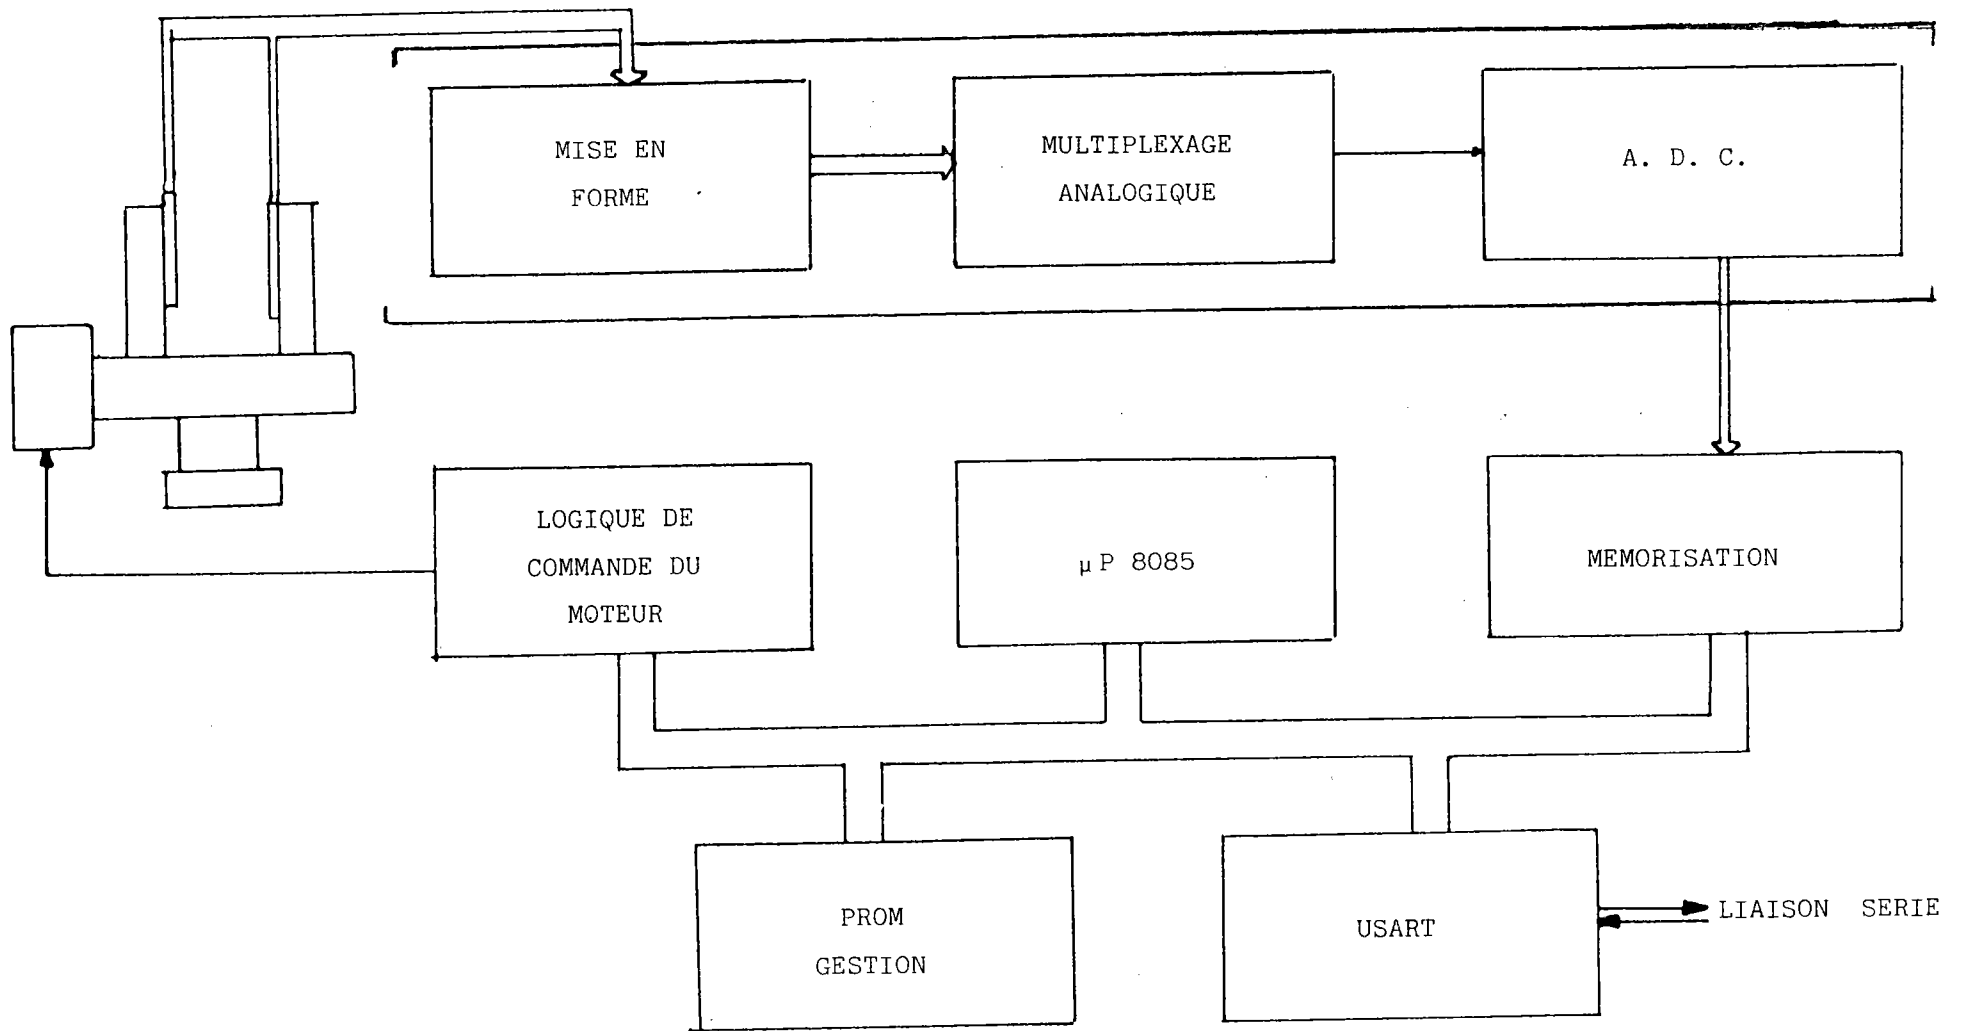 MISE EN
FORME
MULTIPLEXAGE
ANALOGIQUE
A. D. C.
LOGIQUE DE
COMMANDE DU
MOTEUR
µP 8085
MEMORISATION
PROM
GESTION
USART
LIAISON SERIE